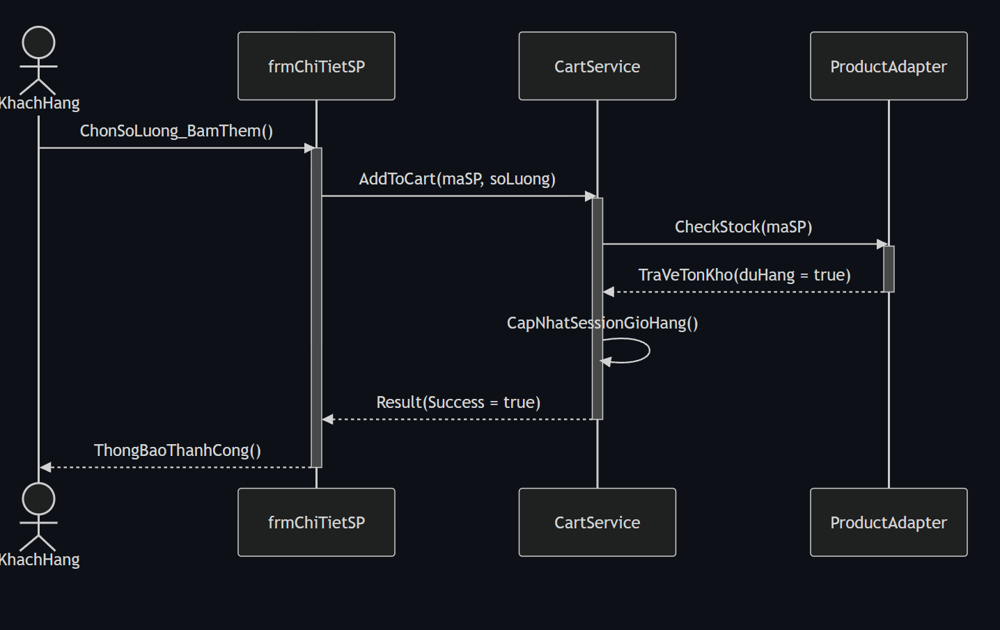 frmChiTietSP
CartService
ProductAdapter
KhachHang
ChonSoLuong_BamThem()
AddToCart(maSP, soLuong)
CheckStock(maSP)
TraVeTonKho(duHang = true)
CapNhatSessionGioHang()
Result(Success = true)
ThongBaoThanhCong()
frmChiTietSP
CartService
ProductAdapter
KhachHang